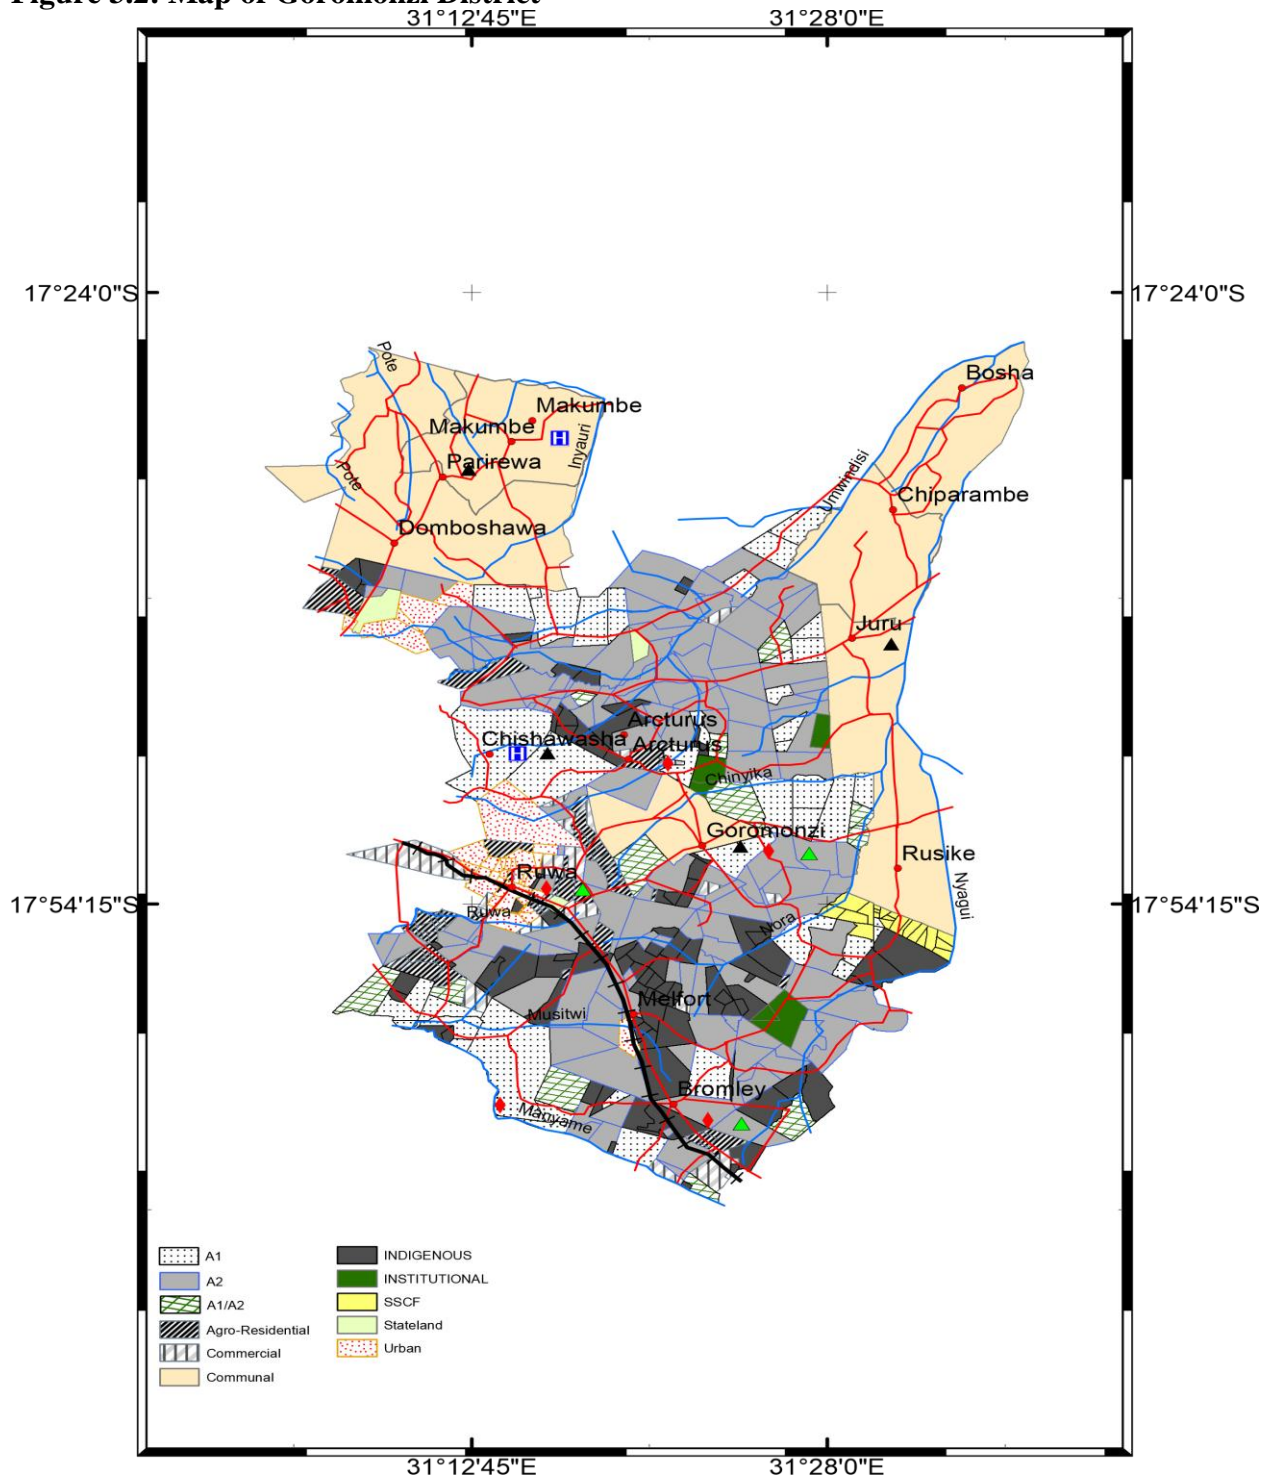 Figure 3.2: Map of Goromonzi District
31°12'45"E 31°28'0"E
17°24'0"S 17°24'0"S
Pote
Bosha
Makumbe
Makumbe
H
Inyauri
Parirewa
Pote
Umwindisi
Chiparambe
Domboshawa
Juru
Arcturus
Chishawasha
H
Arcturus
Chinyika
Goromonzi
Rusike
Ruwa
Nyagui
17°54'15"S 17°54'15"S
Ruwa
Nora
Melfort
Musitwi
Bromley
Manyame
A1
A2
A1/A2
Agro-Residential
Commercial
Communal
INDIGENOUS
INSTITUTIONAL
SSCF
Stateland
Urban
31°12'45"E 31°28'0"E